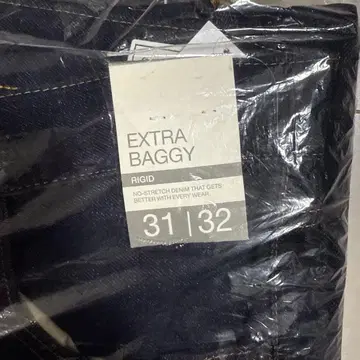 EXTRA
BAGGY
RIGID
NO-STRETCH DENIM THAT GETS
BETTER WITH EVERY WEAR
31 | 32